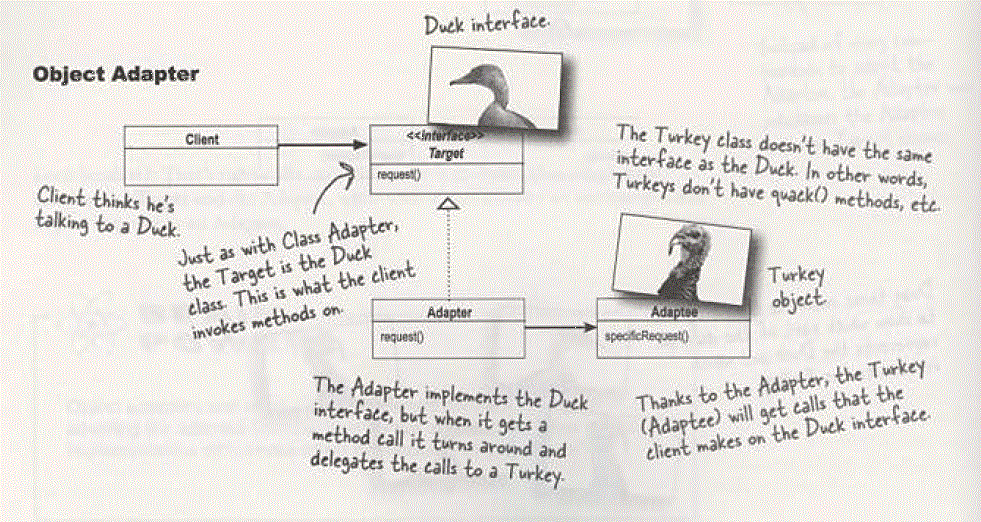 Duck interface.
Object Adapter
Client
<<interface>>
Target
request()
Client thinks he's
talking to a Duck.
Just as with Class Adapter,
the Target is the Duck
class. This is what the client
invokes methods on.
The Turkey class doesn't have the same
interface as the Duck. In other words,
Turkeys don't have quack() methods, etc.
Turkey
object.
Adapter
request()
Adaptee
specificRequest()
The Adapter implements the Duck
interface, but when it gets a
method call it turns around and
delegates the calls to a Turkey.
Thanks to the Adapter, the Turkey
(Adaptee) will get calls that the
client makes on the Duck interface.